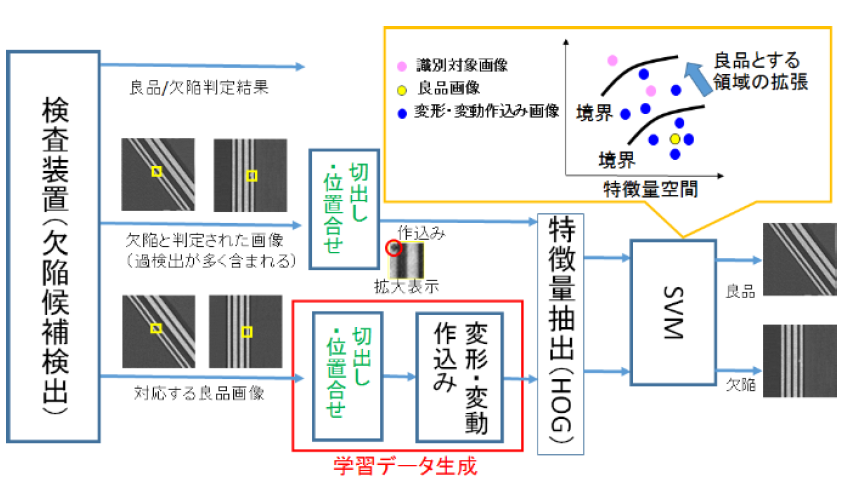 検査装置(欠陥候補検出)
良品/欠陥判定結果
欠陥と判定された画像
(過検出が多く含まれる)
対応する良品画像
切出し
・位置合せ
作込み
拡大表示
切出し
・位置合せ
変形・変動
作込み
学習データ生成
特徴量抽出(HOG)
SVM
良品
欠陥
識別対象画像
良品画像
変形・変動作込み画像
境界
境界
良品とする
領域の拡張
特徴量空間